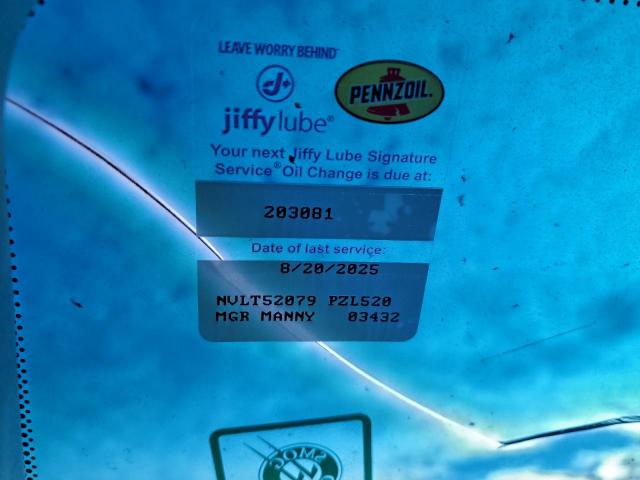 LEAVE WORRY BEHIND
PENNZOIL.
jiffy lube®
Your next Jiffy Lube Signature
Service® Oil Change is due at:
203081
Date of last service:
8/20/2025
NVLT52079 PZL520
MGR MANNY 03432